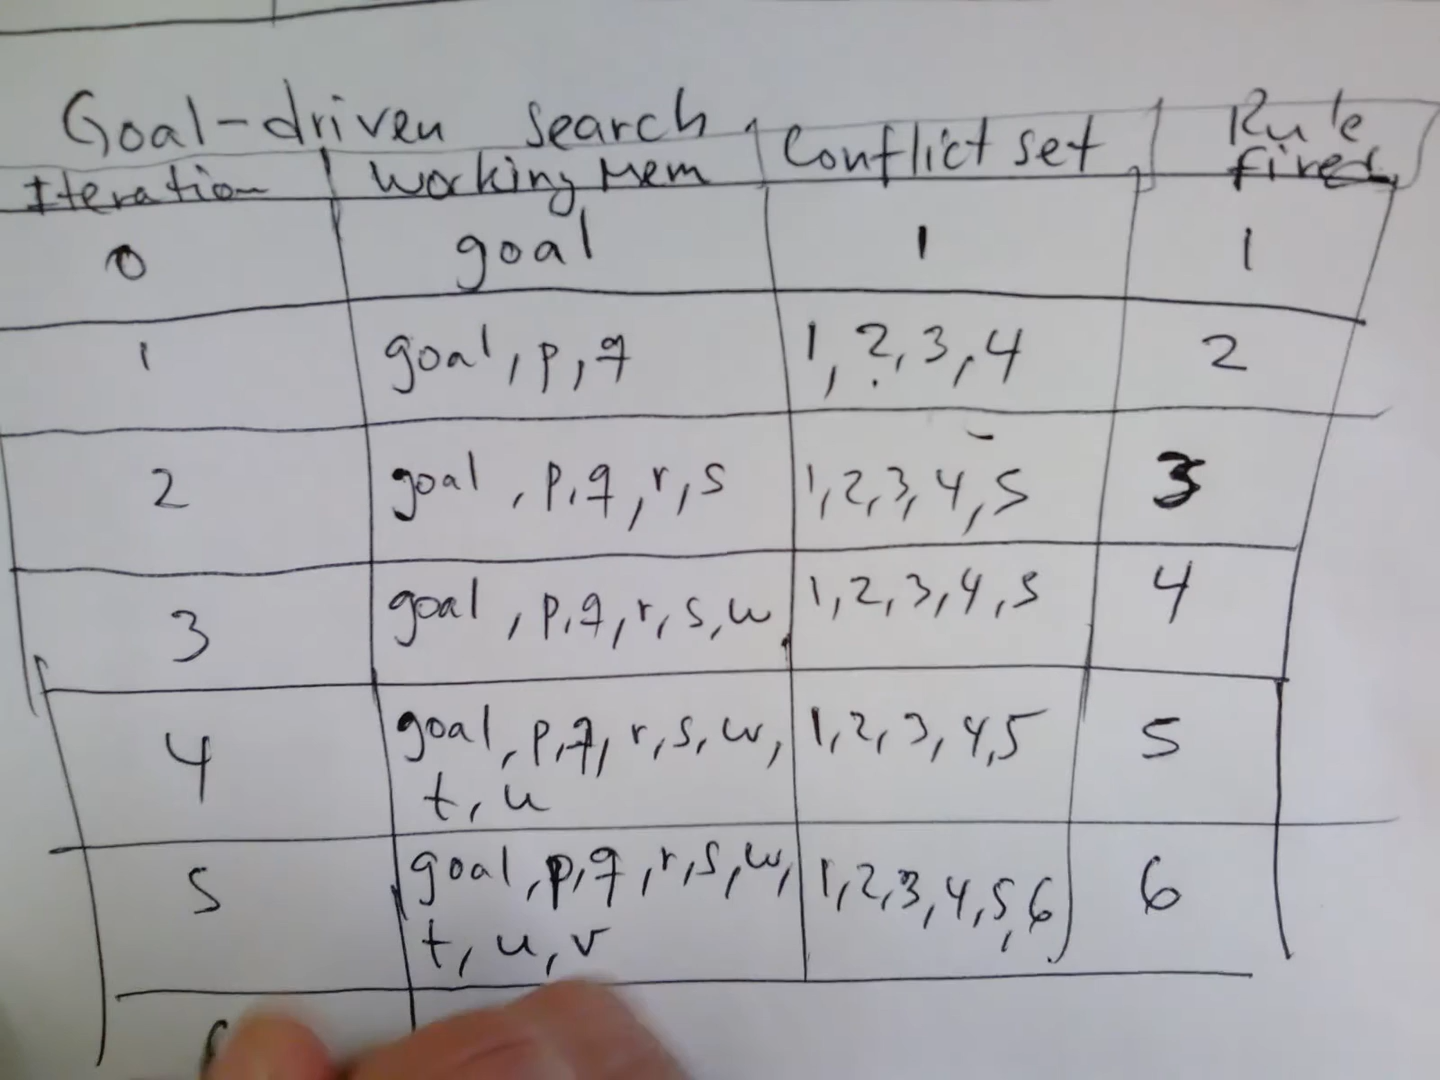 Goal-driven search
Iteration Working Mem Conflict set Rule fired
0 goal 1 1
1 goal, p, q 1, 2, 3, 4 2
2 goal, p, q, r, s 1, 2, 3, 4, 5 3
3 goal, p, q, r, s, w 1, 2, 3, 4, 5 4
4 goal, p, q, r, s, w, 1, 2, 3, 4, 5 5
t, u
5 goal, p, q, r, s, w, 1, 2, 3, 4, 5, 6 6
t, u, v